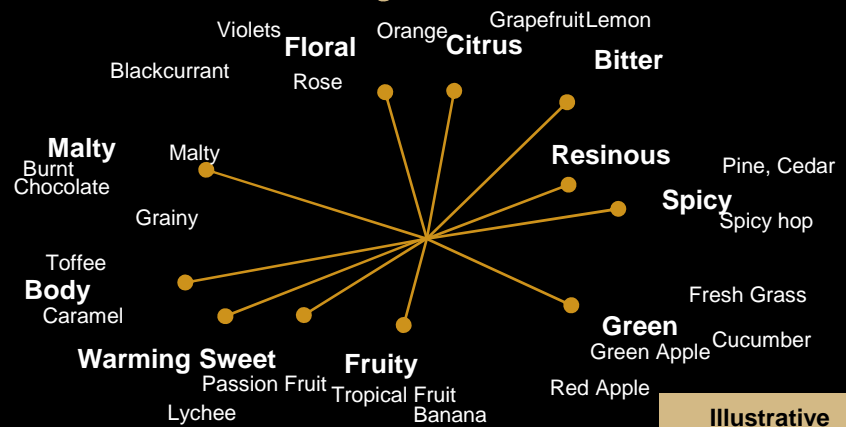 Grapefruit Lemon
Violets
Orange
Floral
Citrus
Bitter
Blackcurrant
Rose
Malty
Malty
Resinous
Burnt
Chocolate
Pine, Cedar
Spicy
Spicy hop
Grainy
Toffee
Body
Caramel
Fresh Grass
Green
Cucumber
Green Apple
Warming Sweet
Fruity
Passion Fruit
Tropical Fruit
Red Apple
Lychee
Banana
Illustrative